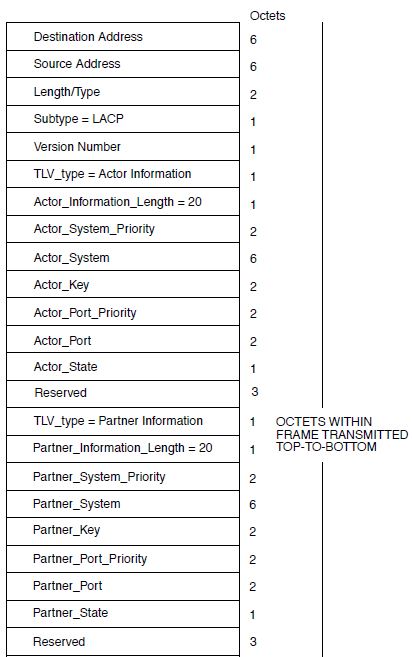 Octets
Destination Address 6
Source Address 6
Length/Type 2
Subtype = LACP 1
Version Number 1
TLV_type = Actor Information 1
Actor_Information_Length = 20 1
Actor_System_Priority 2
Actor_System 6
Actor_Key 2
Actor_Port_Priority 2
Actor_Port 2
Actor_State 1
Reserved 3
TLV_type = Partner Information 1
Partner_Information_Length = 20 1
Partner_System_Priority 2
Partner_System 6
Partner_Key 2
Partner_Port_Priority 2
Partner_Port 2
Partner_State 1
Reserved 3
OCTETS WITHIN
FRAME TRANSMITTED
TOP-TO-BOTTOM